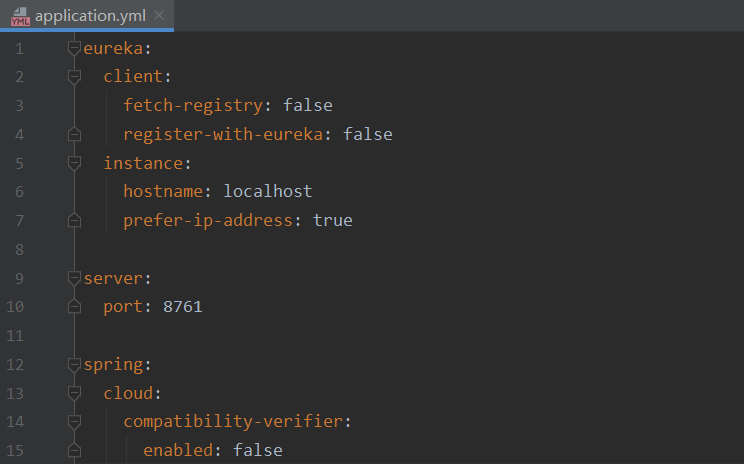 application.yml
1 eureka:
2 client:
3 fetch-registry: false
4 register-with-eureka: false
5 instance:
6 hostname: localhost
7 prefer-ip-address: true
8
9 server:
10 port: 8761
11
12 spring:
13 cloud:
14 compatibility-verifier:
15 enabled: false